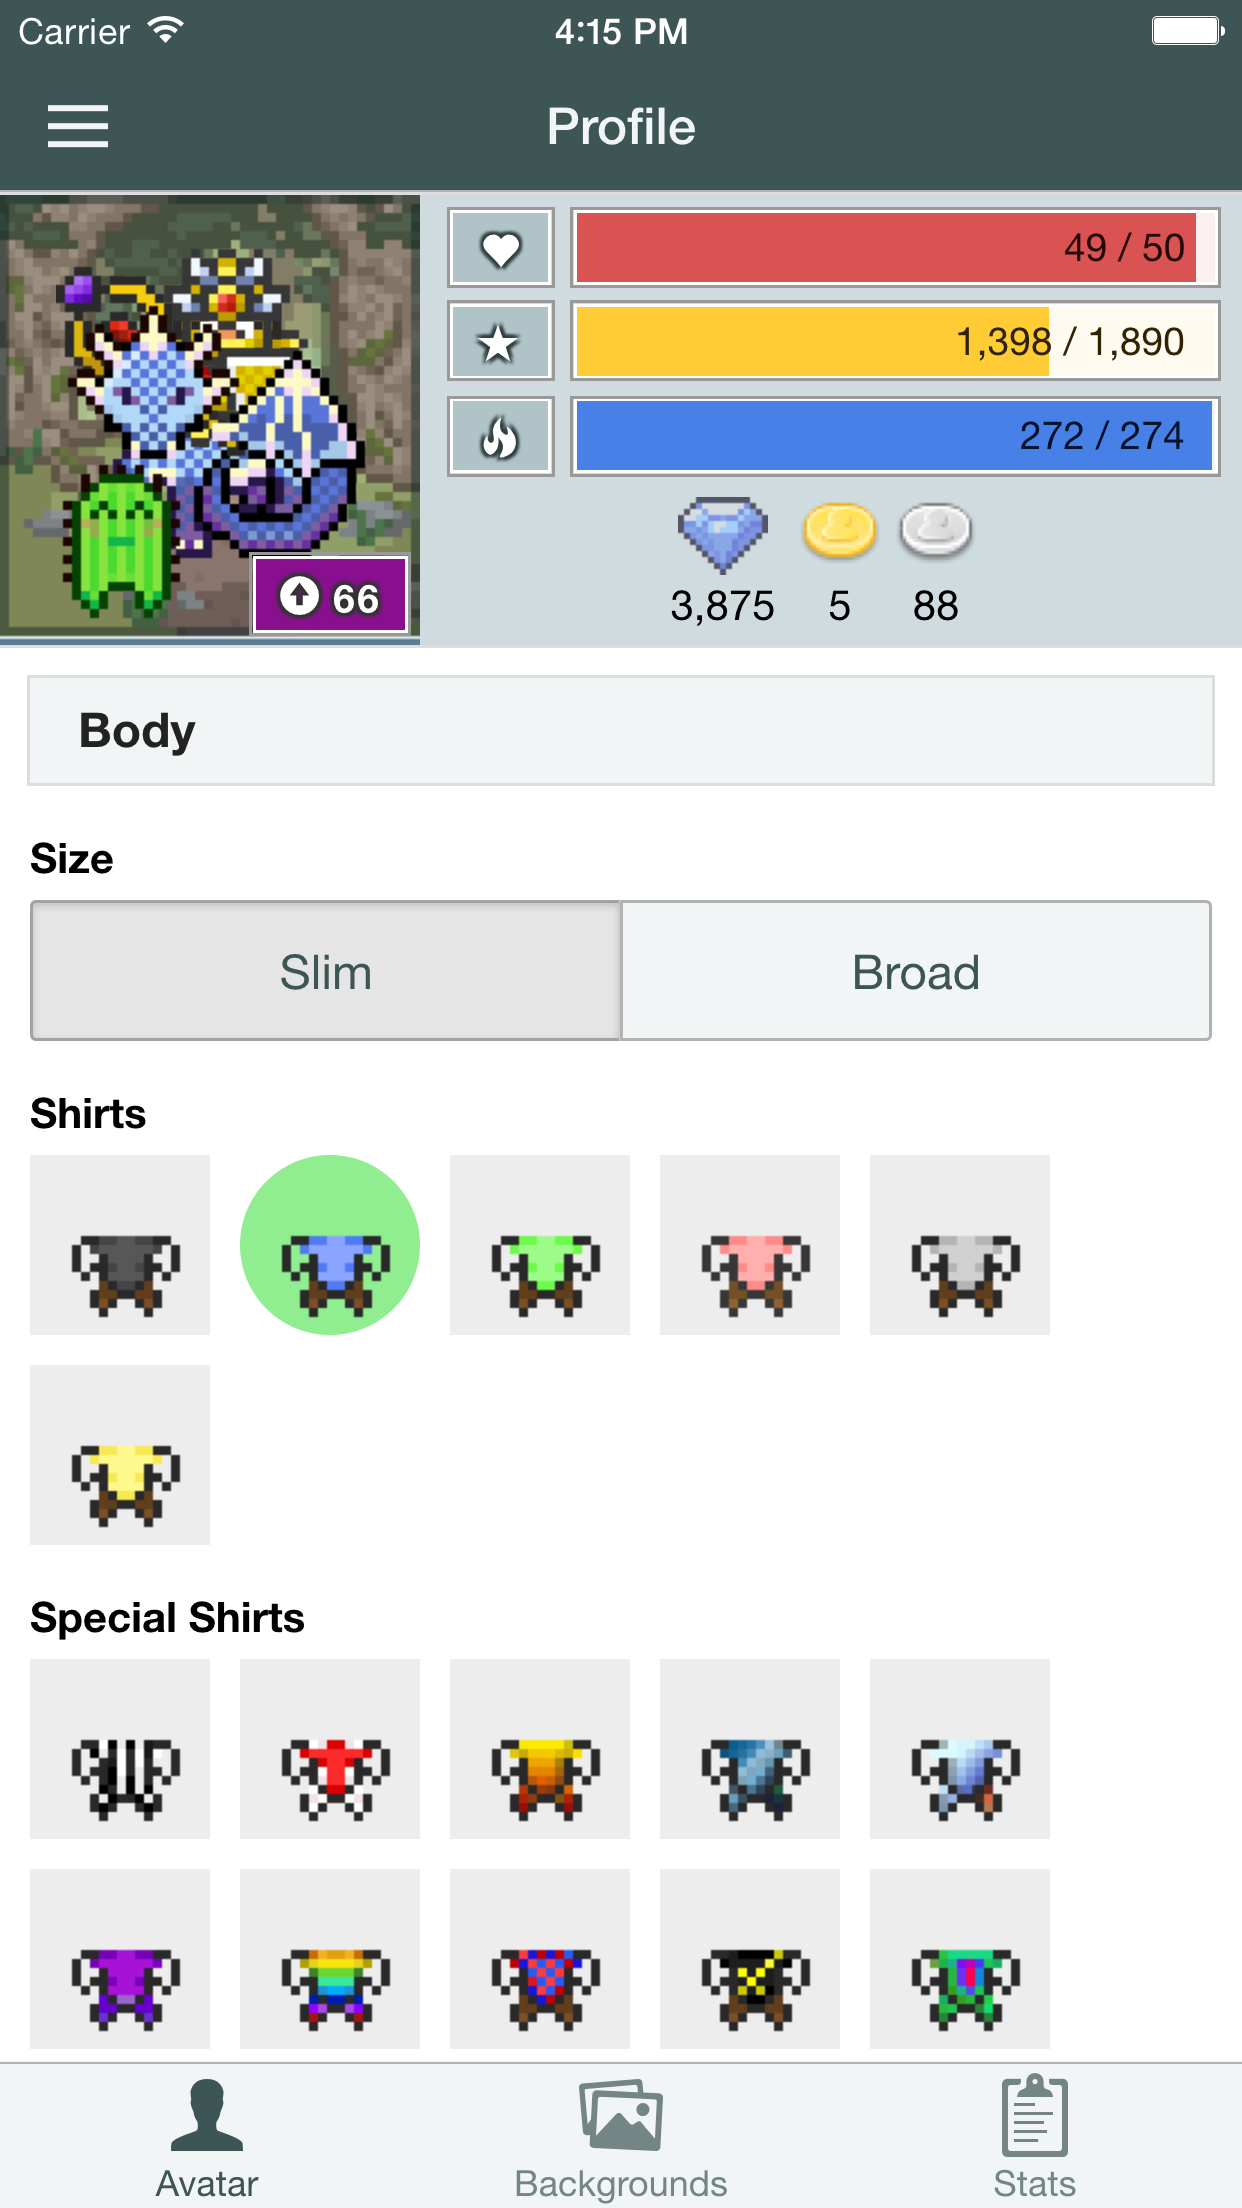 Carrier 4:15 PM
Profile
49 / 50
1,398 / 1,890
272 / 274
66
3,875 5 88
Body
Size
Slim Broad
Shirts
Special Shirts
Avatar Backgrounds Stats